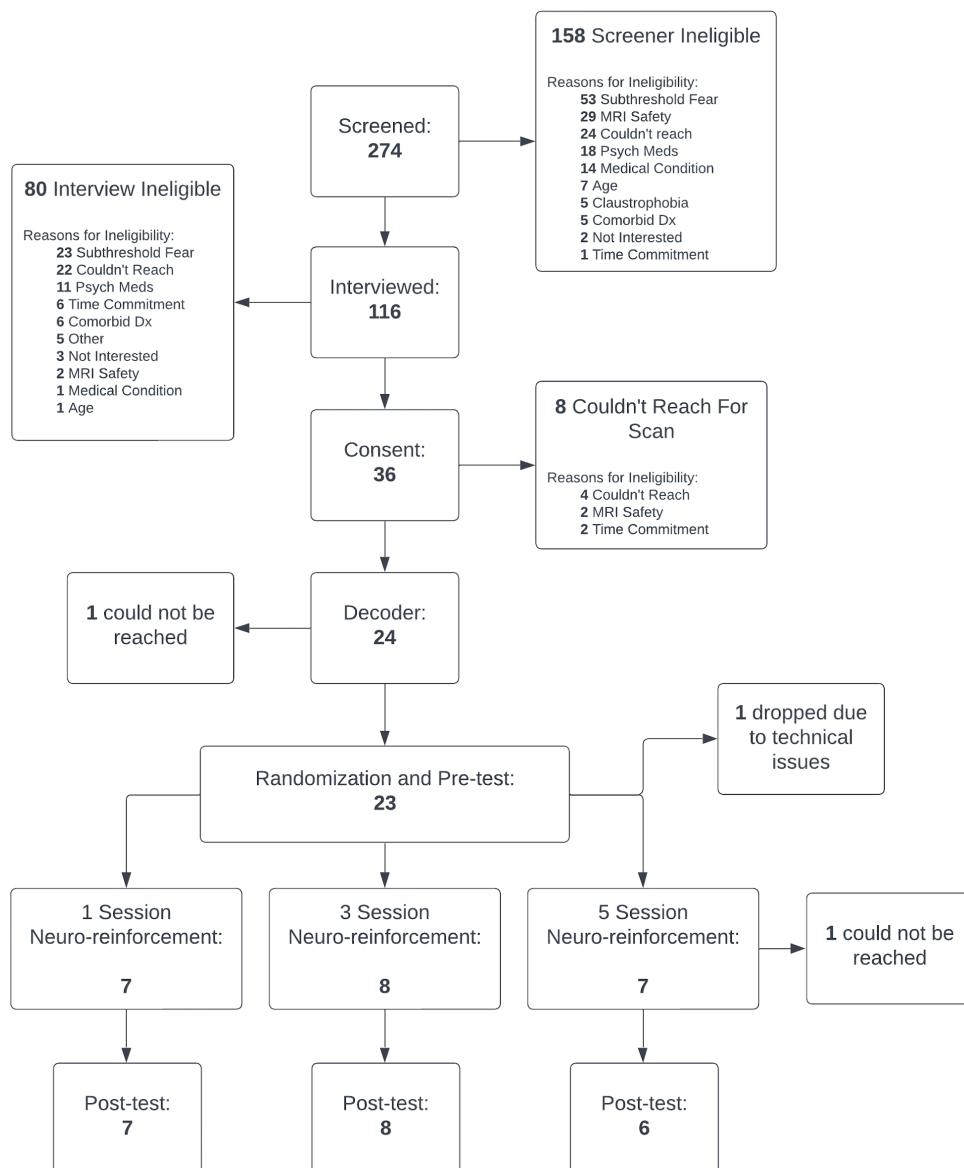 158 Screener Ineligible
Reasons for Ineligibility:
53 Subthreshold Fear
29 MRI Safety
24 Couldn't reach
18 Psych Meds
14 Medical Condition
7 Age
5 Claustrophobia
5 Comorbid Dx
2 Not Interested
1 Time Commitment
Screened:
274
80 Interview Ineligible
Reasons for Ineligibility:
23 Subthreshold Fear
22 Couldn't Reach
11 Psych Meds
6 Time Commitment
6 Comorbid Dx
5 Other
3 Not Interested
2 MRI Safety
1 Medical Condition
1 Age
Interviewed:
116
8 Couldn't Reach For
Scan
Reasons for Ineligibility:
4 Couldn't Reach
2 MRI Safety
2 Time Commitment
Consent:
36
1 could not be
reached
Decoder:
24
1 dropped due
to technical
issues
Randomization and Pre-test:
23
1 Session
Neuro-reinforcement:
7
3 Session
Neuro-reinforcement:
8
5 Session
Neuro-reinforcement:
7
1 could not be
reached
Post-test:
7
Post-test:
8
Post-test:
6